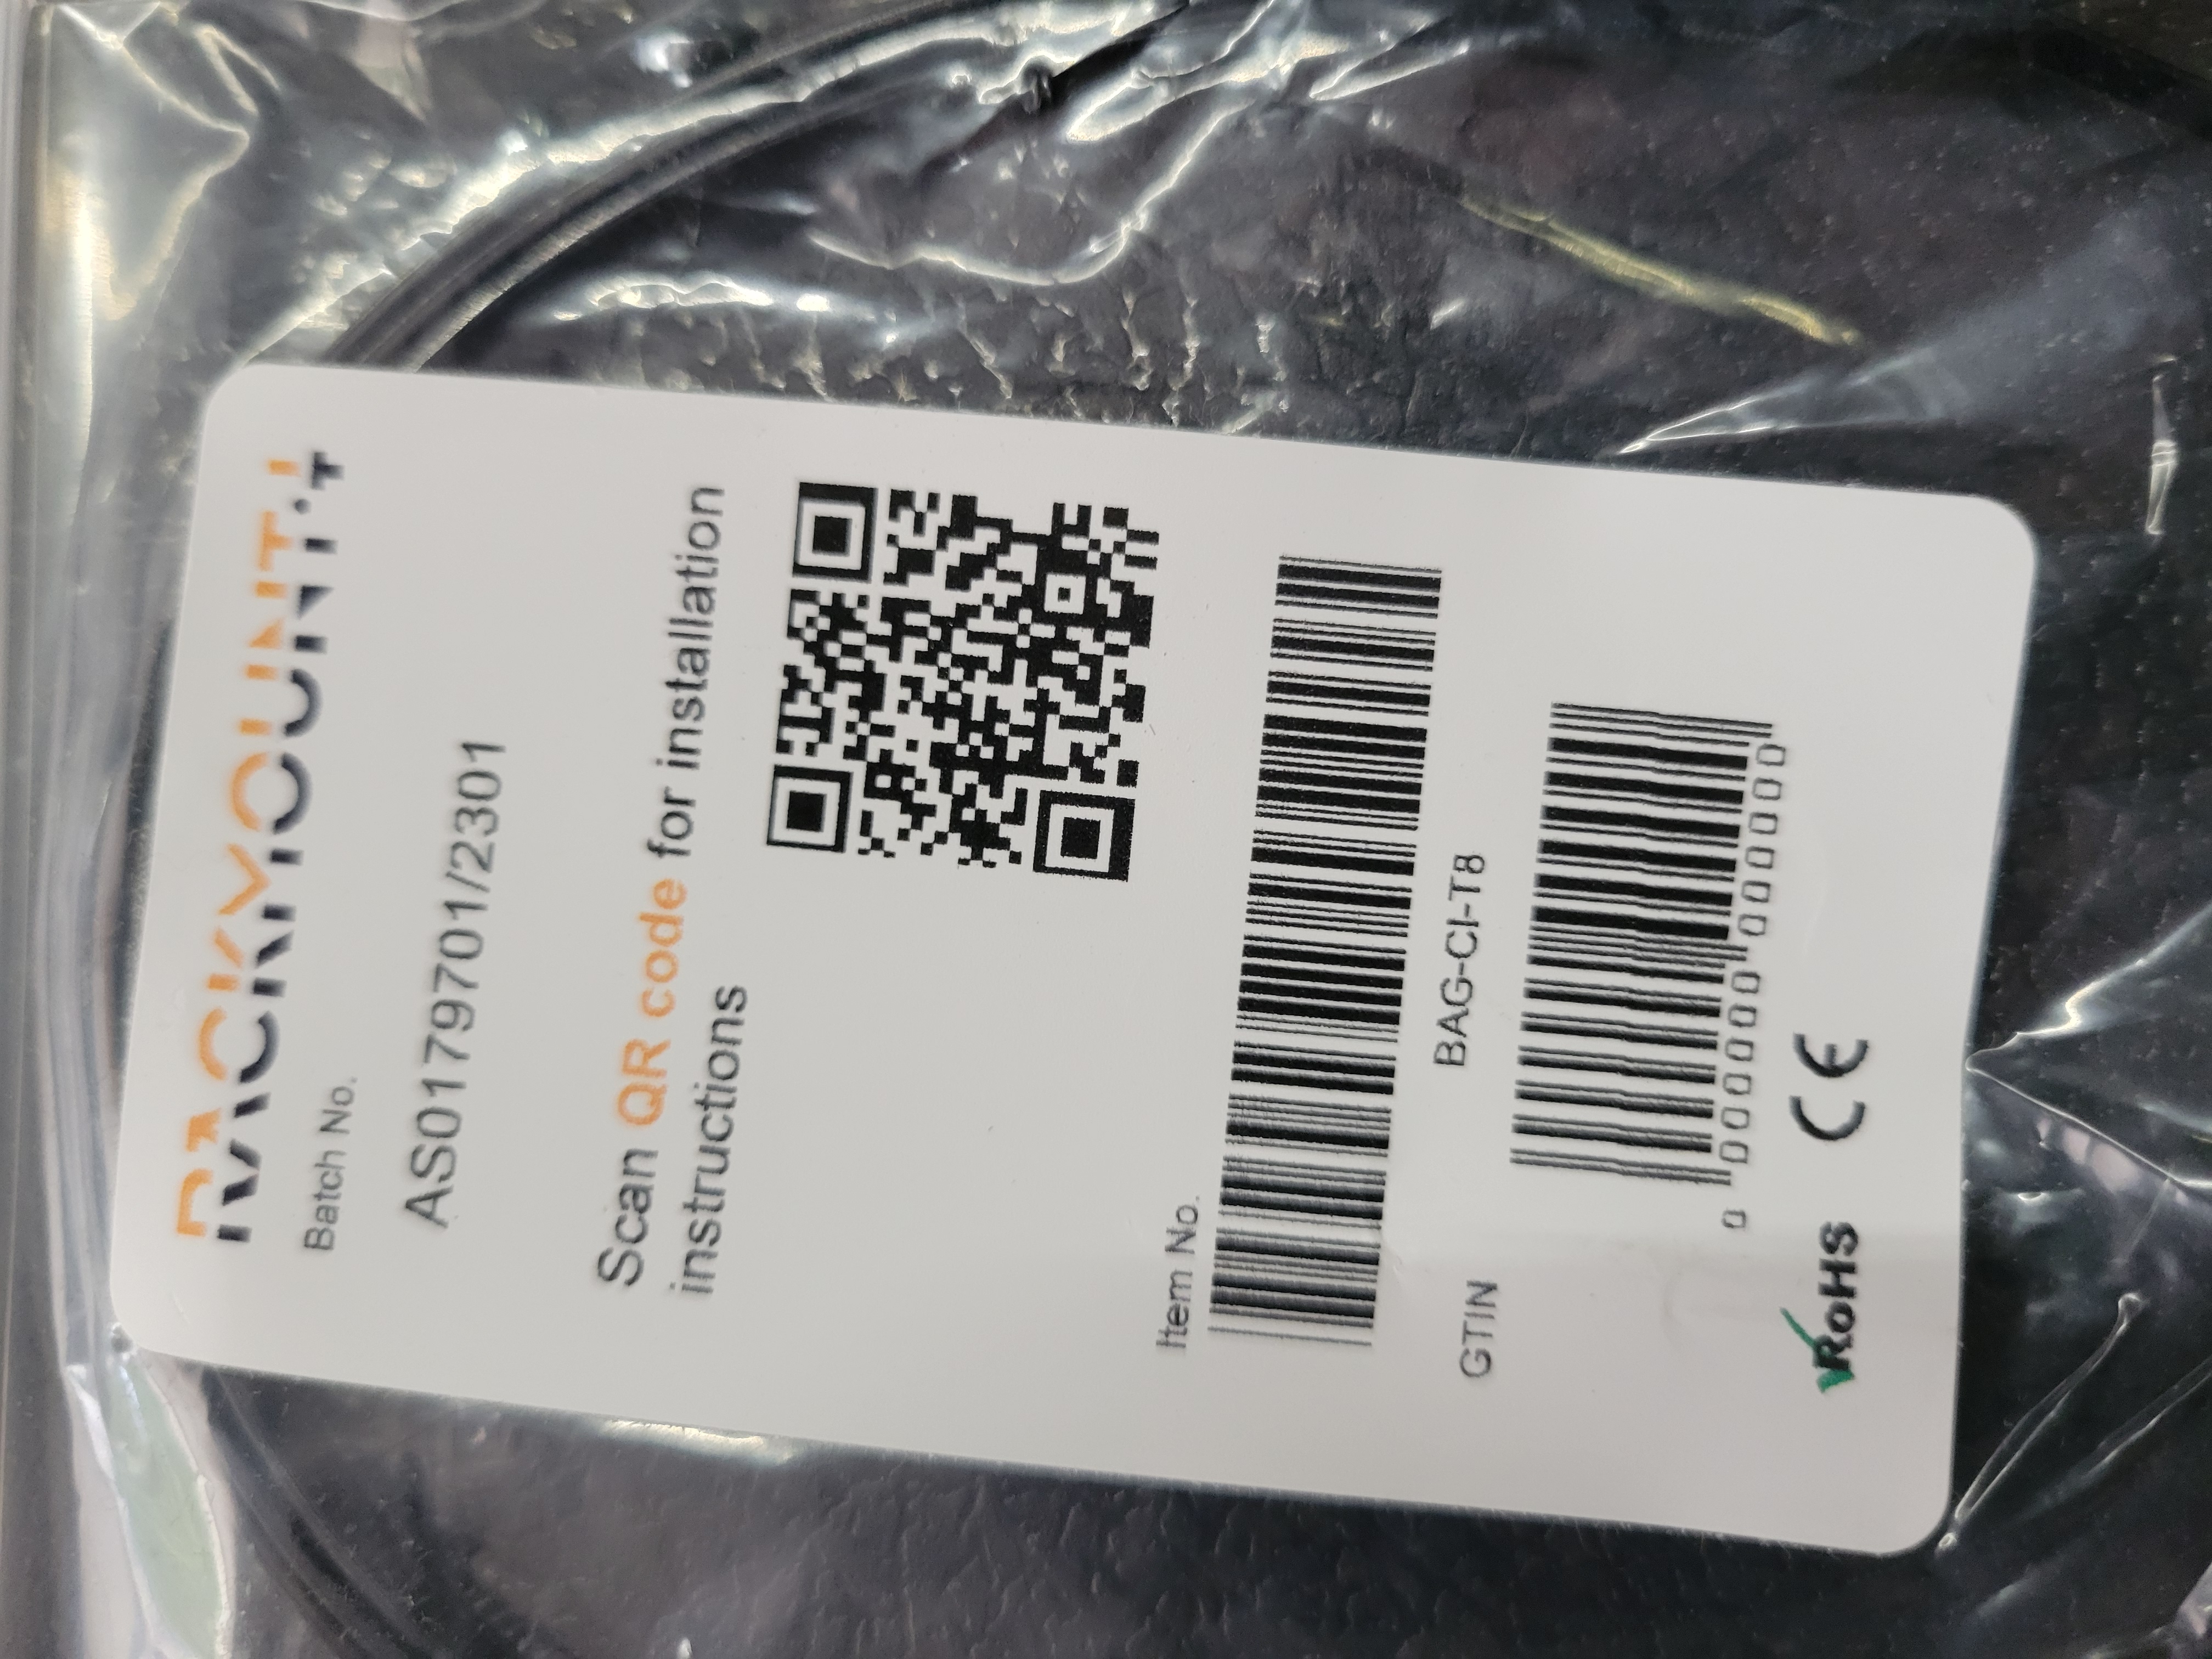 RACKMOUNT·IT
Batch No.
AS01797701/2301
Scan QR code for installation
instructions
Item No.
BAG-CI-T8
GTIN
0 000000 000000
RoHS CE